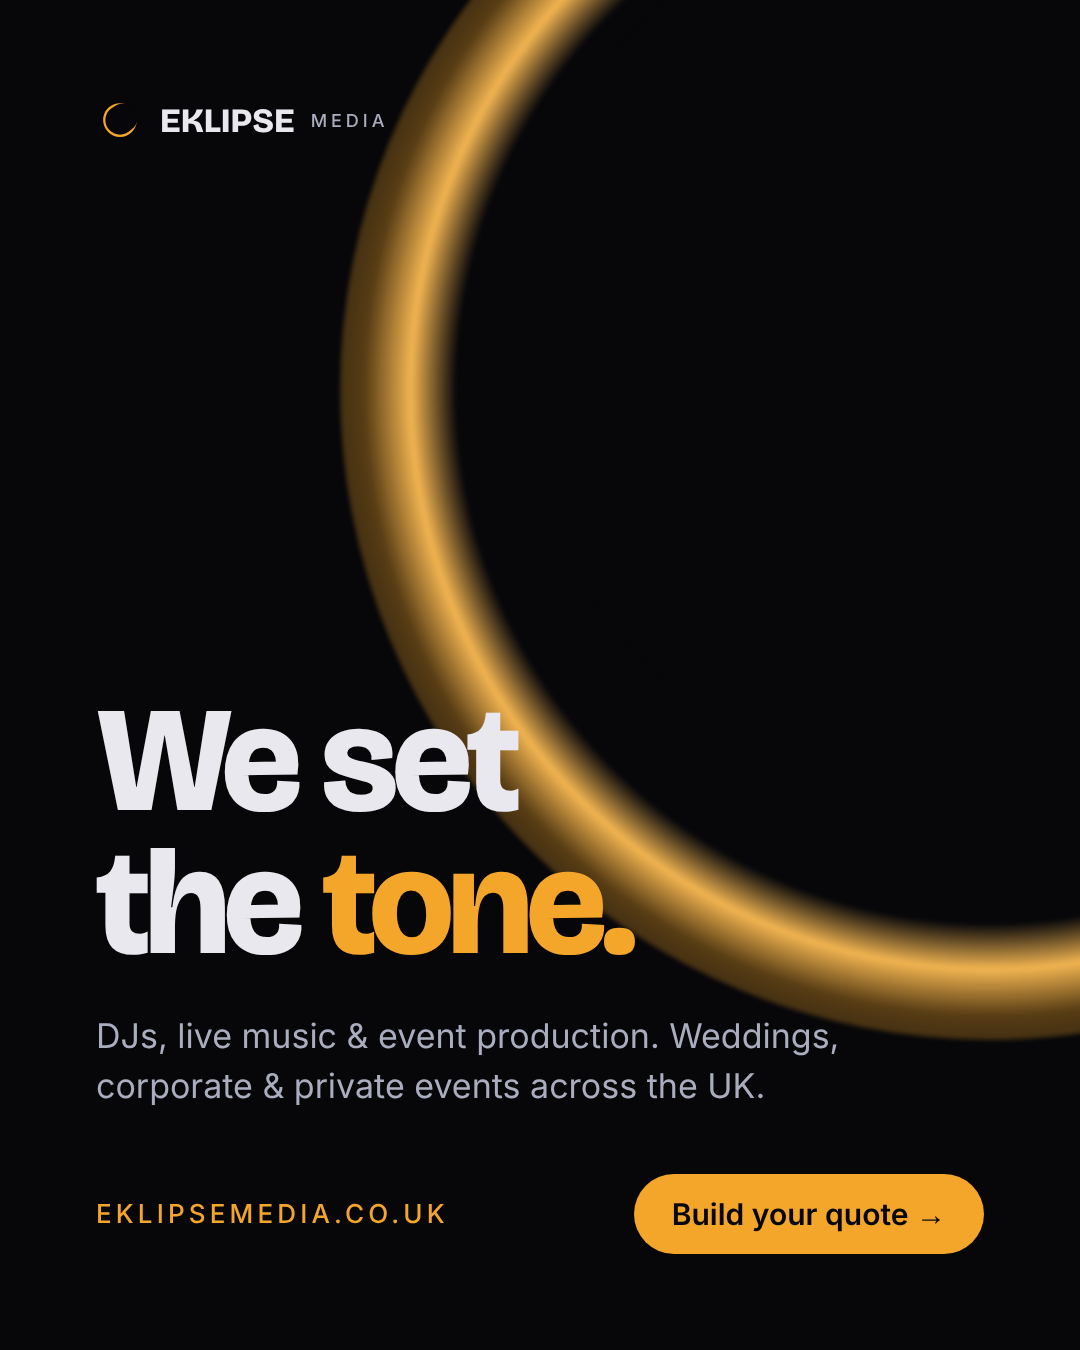 EKLIPSE MEDIA
We set
the tone.
DJs, live music & event production. Weddings,
corporate & private events across the UK.
EKLIPSEMEDIA.CO.UK
Build your quote →